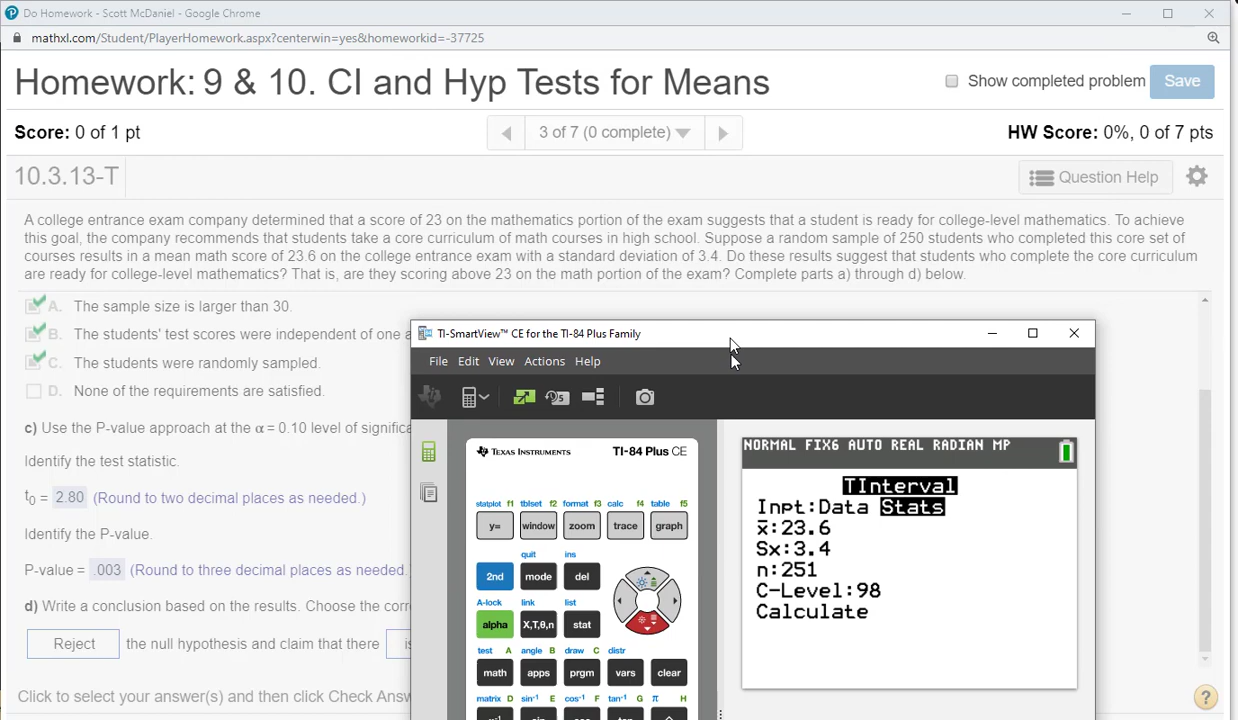 Do Homework - Scott McDaniel - Google Chrome
mathxl.com/Student/PlayerHomework.aspx?centerwin=yes&homeworkid=-37725
Homework: 9 & 10. CI and Hyp Tests for Means
Show completed problem
Save
Score: 0 of 1 pt
3 of 7 (0 complete)
HW Score: 0%, 0 of 7 pts
10.3.13-T
Question Help
A college entrance exam company determined that a score of 23 on the mathematics portion of the exam suggests that a student is ready for college-level mathematics. To achieve
this goal, the company recommends that students take a core curriculum of math courses in high school. Suppose a random sample of 250 students who completed this core set of
courses results in a mean math score of 23.6 on the college entrance exam with a standard deviation of 3.4. Do these results suggest that students who complete the core curriculum
are ready for college-level mathematics? That is, are they scoring above 23 on the math portion of the exam? Complete parts a) through d) below.
A. The sample size is larger than 30.
B. The students' test scores were independent of one a
C. The students were randomly sampled.
D. None of the requirements are satisfied.
c) Use the P-value approach at the α = 0.10 level of significa
Identify the test statistic.
t0 = 2.80 (Round to two decimal places as needed.)
Identify the P-value.
P-value = .003 (Round to three decimal places as needed.
d) Write a conclusion based on the results. Choose the corr
Reject the null hypothesis and claim that there is
Click to select your answer(s) and then click Check Answ
?
TI-SmartView™ CE for the TI-84 Plus Family
File Edit View Actions Help
TEXAS INSTRUMENTS TI-84 Plus CE
statplot f1 tblset f2 format f3 calc f4 table f5
y= window zoom trace graph
quit ins
2nd mode del
A-lock link list
alpha X,T,θ,n stat
test A angle B draw C distr
math apps prgm vars clear
matrix D sin⁻¹ E cos⁻¹ F tan⁻¹ G π H
NORMAL FIX6 AUTO REAL RADIAN MP
TInterval
Inpt:Data Stats
x̄:23.6
Sx:3.4
n:251
C-Level:98
Calculate